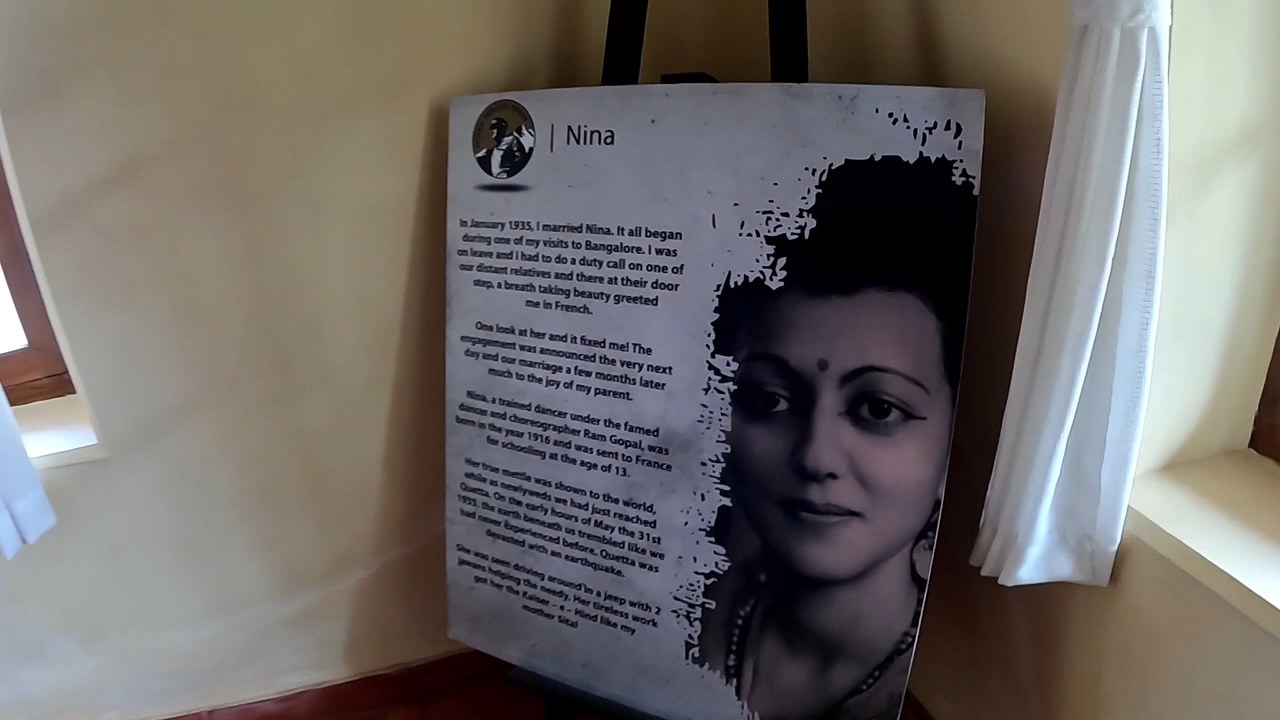 | Nina
In January 1935, I married Nina. It all began
during one of my visits to Bangalore. I was
on leave and I had to do a duty call on one of
our distant relatives and there at their door
step, a breath taking beauty greeted
me in French.
One look at her and it fixed me! The
engagement was announced the very next
day and our marriage a few months later
much to the joy of my parent.
Nina, a trained dancer under the famed
dancer and choreographer Ram Gopal, was
born in the year 1916 and was sent to France
for schooling at the age of 13.
Her true mettle was shown to the world,
while as newlyweds we had just reached
Quetta. On the early hours of May the 31st
1935, the earth beneath us trembled like we
had never experienced before. Quetta was
devasted with an earthquake.
She was seen driving around in a jeep with 2
jawans helping the needy. Her tireless work
got her the Kaiser – e – Hind like my
mother Sita!